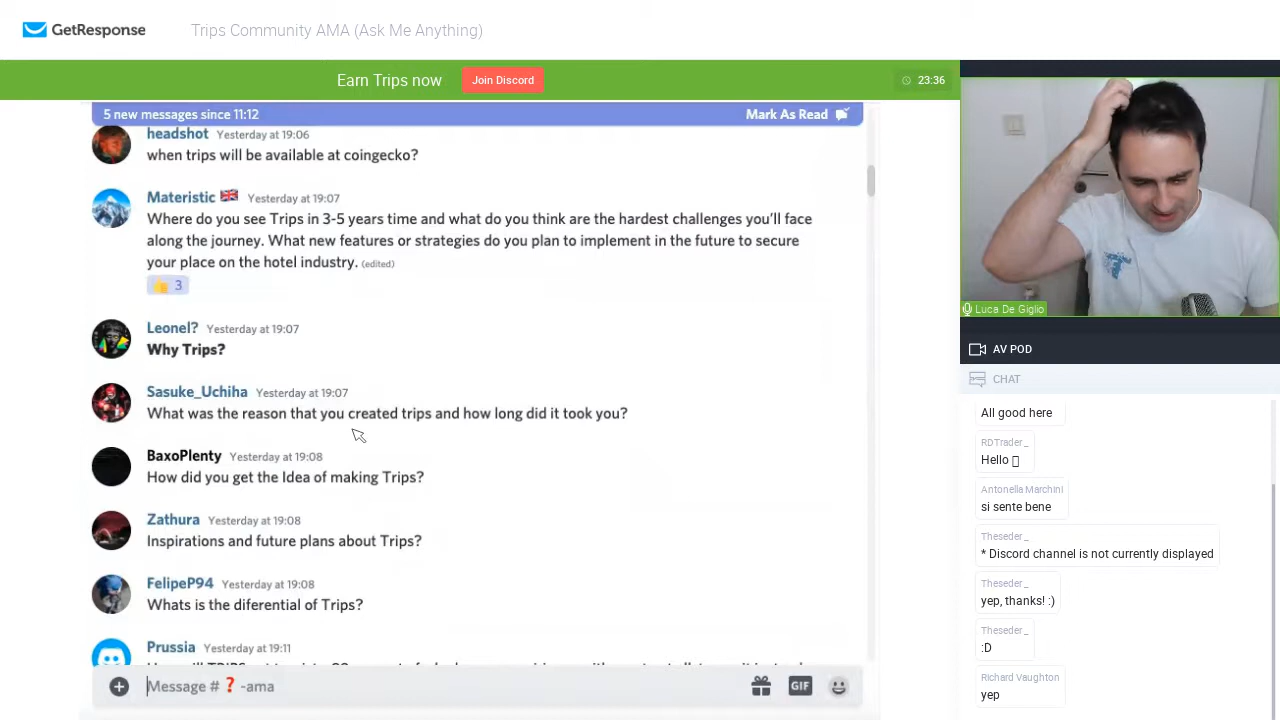 GetResponse
Trips Community AMA (Ask Me Anything)
Earn Trips now
Join Discord
23:36
5 new messages since 11:12
Mark As Read
headshot Yesterday at 19:06
when trips will be available at coingecko?
Materistic Yesterday at 19:07
Where do you see Trips in 3-5 years time and what do you think are the hardest challenges you'll face
along the journey. What new features or strategies do you plan to implement in the future to secure
your place on the hotel industry. (edited)
3
Leonel? Yesterday at 19:07
Why Trips?
Sasuke_Uchiha Yesterday at 19:07
What was the reason that you created trips and how long did it took you?
BaxoPlenty Yesterday at 19:08
How did you get the Idea of making Trips?
Zathura Yesterday at 19:08
Inspirations and future plans about Trips?
FelipeP94 Yesterday at 19:08
Whats is the diferential of Trips?
Prussia Yesterday at 19:11
Message # ❓ -ama
GIF
Luca De Giglio
AV POD
CHAT
All good here
RDTrader _
Hello
Antonella Marchini
si sente bene
Theseder _
* Discord channel is not currently displayed
Theseder _
yep, thanks! :)
Theseder _
:D
Richard Vaughton
yep